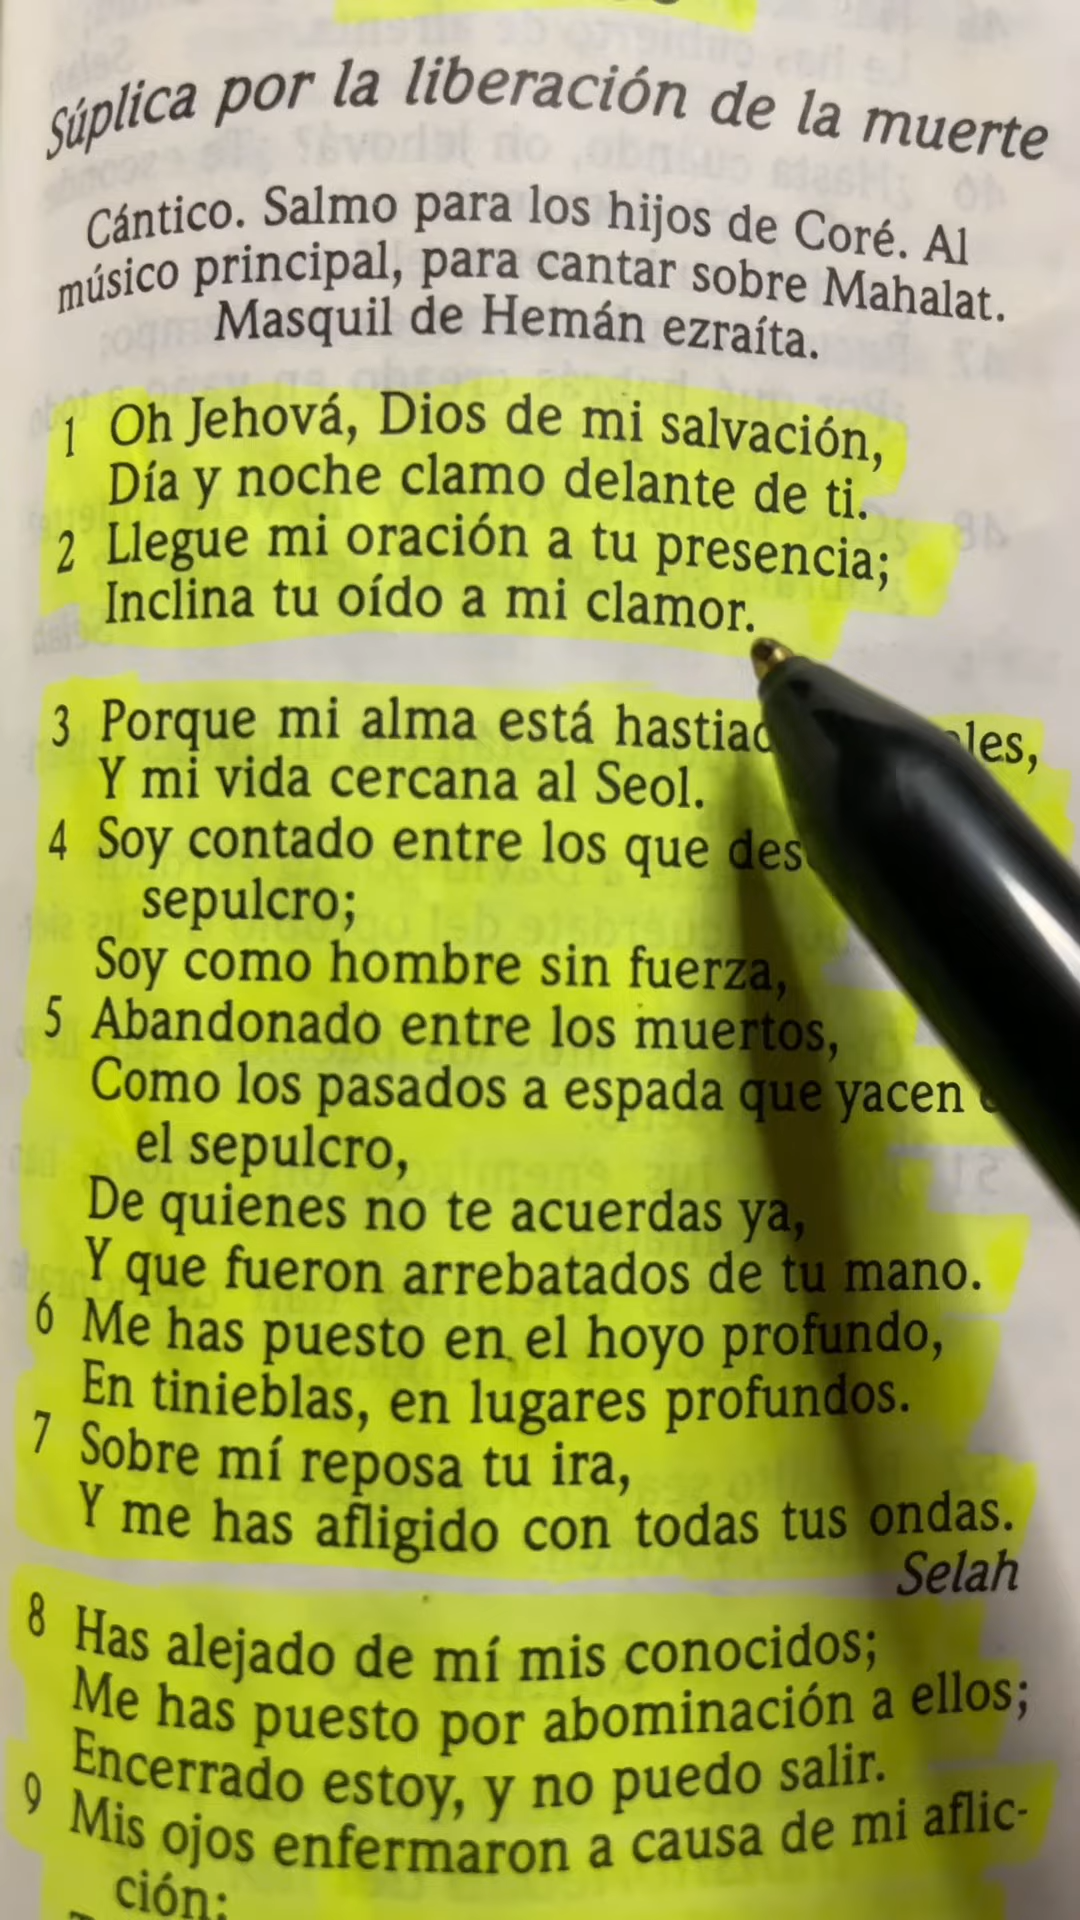 Súplica por la liberación de la muerte
Cántico. Salmo para los hijos de Coré. Al
músico principal, para cantar sobre Mahalat.
Masquil de Hemán ezraíta.
1 Oh Jehová, Dios de mi salvación,
Día y noche clamo delante de ti.
2 Llegue mi oración a tu presencia;
Inclina tu oído a mi clamor.
3 Porque mi alma está
Y mi vida cercana al Seol.
4 Soy contado entre los que
sepulcro;
Soy como hombre sin fuerza,
5 Abandonado entre los muertos,
Como los pasados a espada que yacen
el sepulcro,
De quienes no te acuerdas ya,
Y que fueron arrebatados de tu mano.
6 Me has puesto en el hoyo profundo,
En tinieblas, en lugares profundos.
7 Sobre mí reposa tu ira,
Y me has afligido con todas tus ondas.
Selah
8 Has alejado de mí mis conocidos;
Me has puesto por abominación a ellos;
Encerrado estoy, y no puedo salir.
9 Mis ojos enfermaron a causa de mi aflic-
ción: